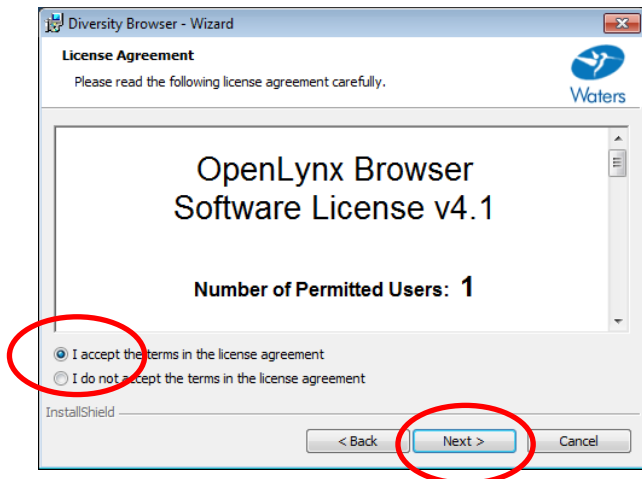 Diversity Browser - Wizard
License Agreement
Please read the following license agreement carefully.
Waters
OpenLynx Browser
Software License v4.1
Number of Permitted Users: 1
I accept the terms in the license agreement
I do not accept the terms in the license agreement
InstallShield
< Back Next > Cancel